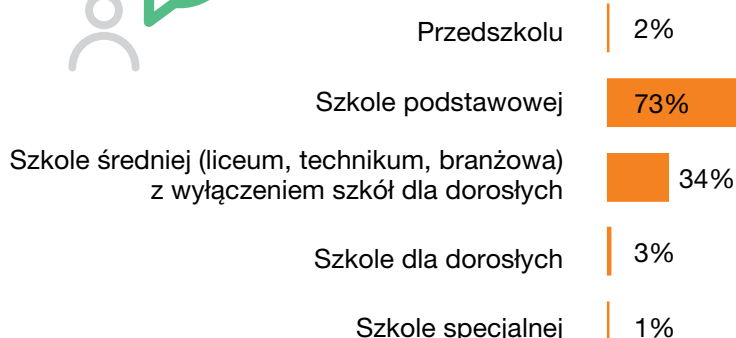 Przedszkolu 2%
Szkole podstawowej 73%
Szkole średniej (liceum, technikum, branżowa)
z wyłączeniem szkół dla dorosłych 34%
Szkole dla dorosłych 3%
Szkole specjalnej 1%